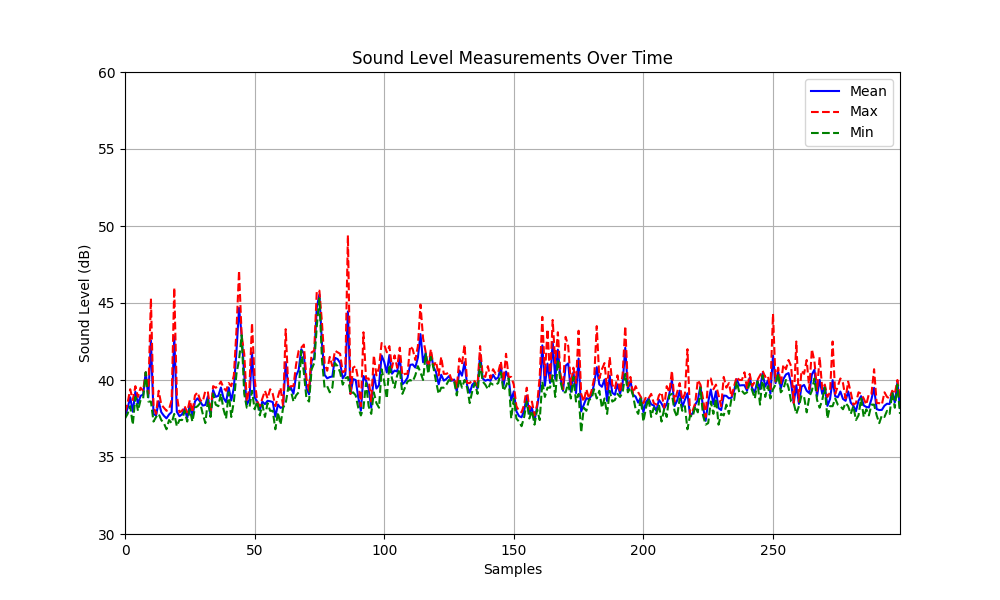 Sound Level Measurements Over Time
Mean
Max
Min
Sound Level (dB)
60
55
50
45
40
35
30
0 50 100 150 200 250
Samples